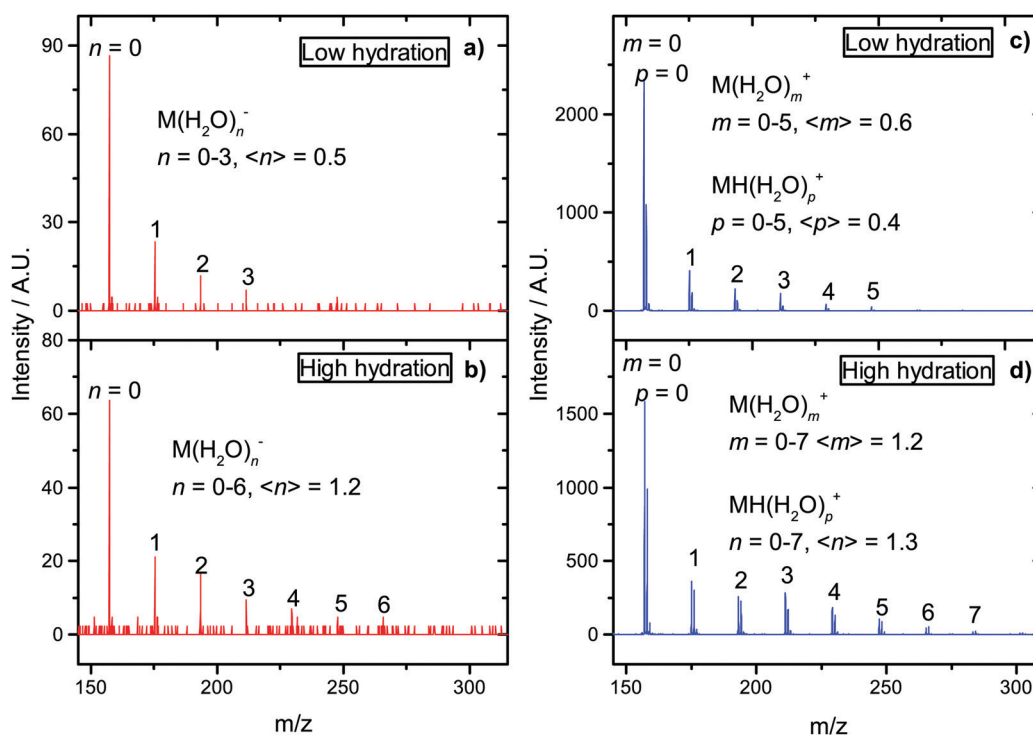 n = 0
Low hydration
a)
M(H₂O)ₙ⁻
n = 0-3, <n> = 0.5
1
2
3
90
60
30
0
Intensity / A.U.
n = 0
High hydration
b)
M(H₂O)ₙ⁻
n = 0-6, <n> = 1.2
1
2
3
4
5
6
80
60
40
20
0
150
200
250
300
m/z
m = 0
p = 0
Low hydration
c)
M(H₂O)ₘ⁺
m = 0-5, <m> = 0.6
MH(H₂O)ₚ⁺
p = 0-5, <p> = 0.4
1
2
3
4
5
2000
1000
0
Intensity / A.U.
m = 0
p = 0
High hydration
d)
M(H₂O)ₘ⁺
m = 0-7 <m> = 1.2
MH(H₂O)ₚ⁺
n = 0-7, <n> = 1.3
1
2
3
4
5
6
7
1500
1000
500
0
150
200
250
300
m/z